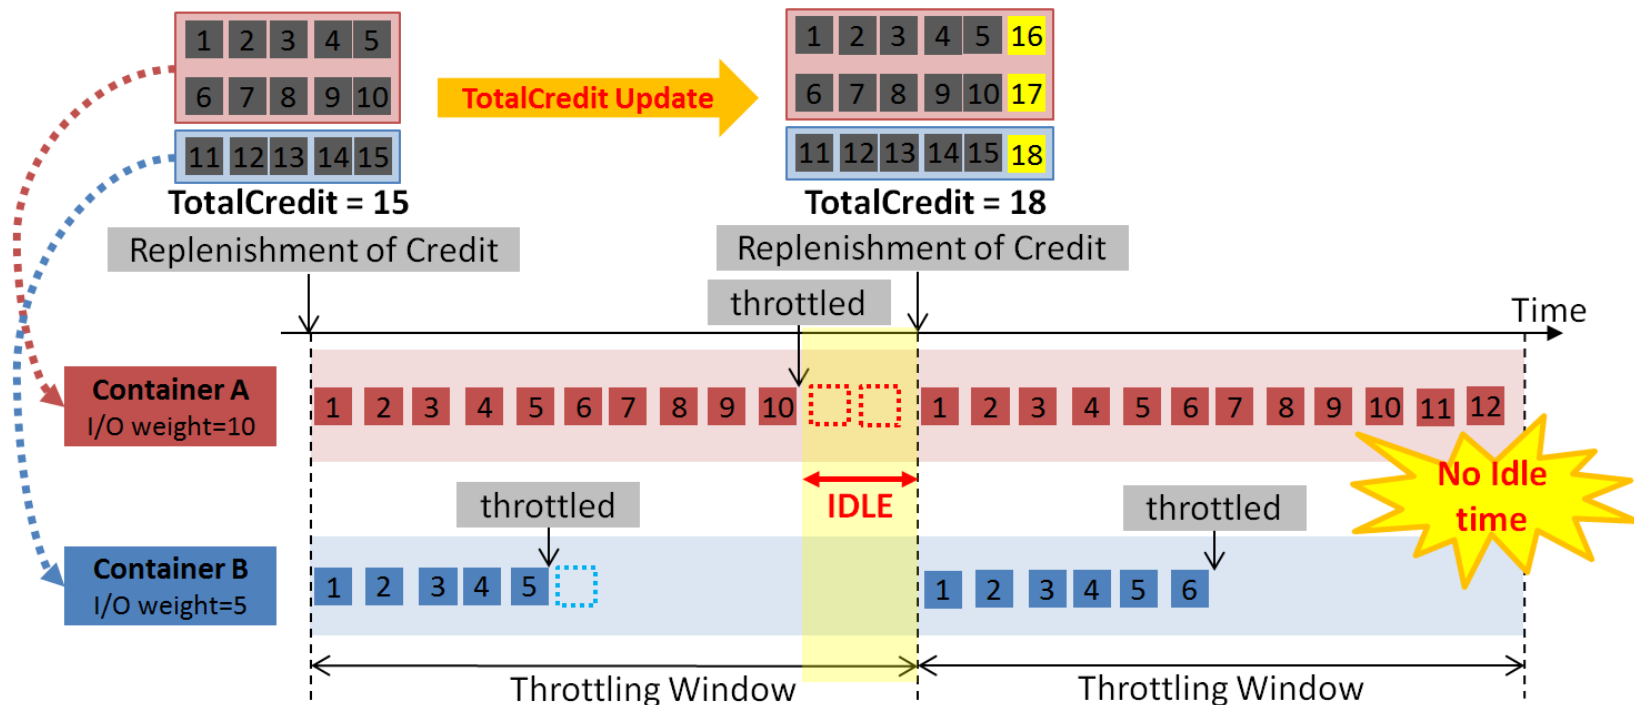 1 2 3 4 5
6 7 8 9 10
11 12 13 14 15
TotalCredit = 15
TotalCredit Update
1 2 3 4 5 16
6 7 8 9 10 17
11 12 13 14 15 18
TotalCredit = 18
Replenishment of Credit
Replenishment of Credit
throttled
Time
Container A
I/O weight=10
1 2 3 4 5 6 7 8 9 10
1 2 3 4 5 6 7 8 9 10 11 12
IDLE
No Idle
time
throttled
throttled
Container B
I/O weight=5
1 2 3 4 5
1 2 3 4 5 6
Throttling Window
Throttling Window